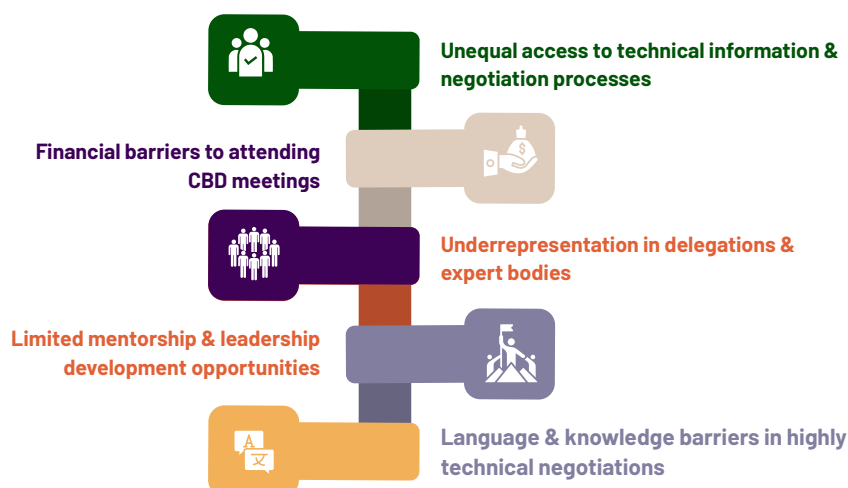 Unequal access to technical information &
negotiation processes
Financial barriers to attending
CBD meetings
Underrepresentation in delegations &
expert bodies
Limited mentorship & leadership
development opportunities
Language & knowledge barriers in highly
technical negotiations
$
A
文